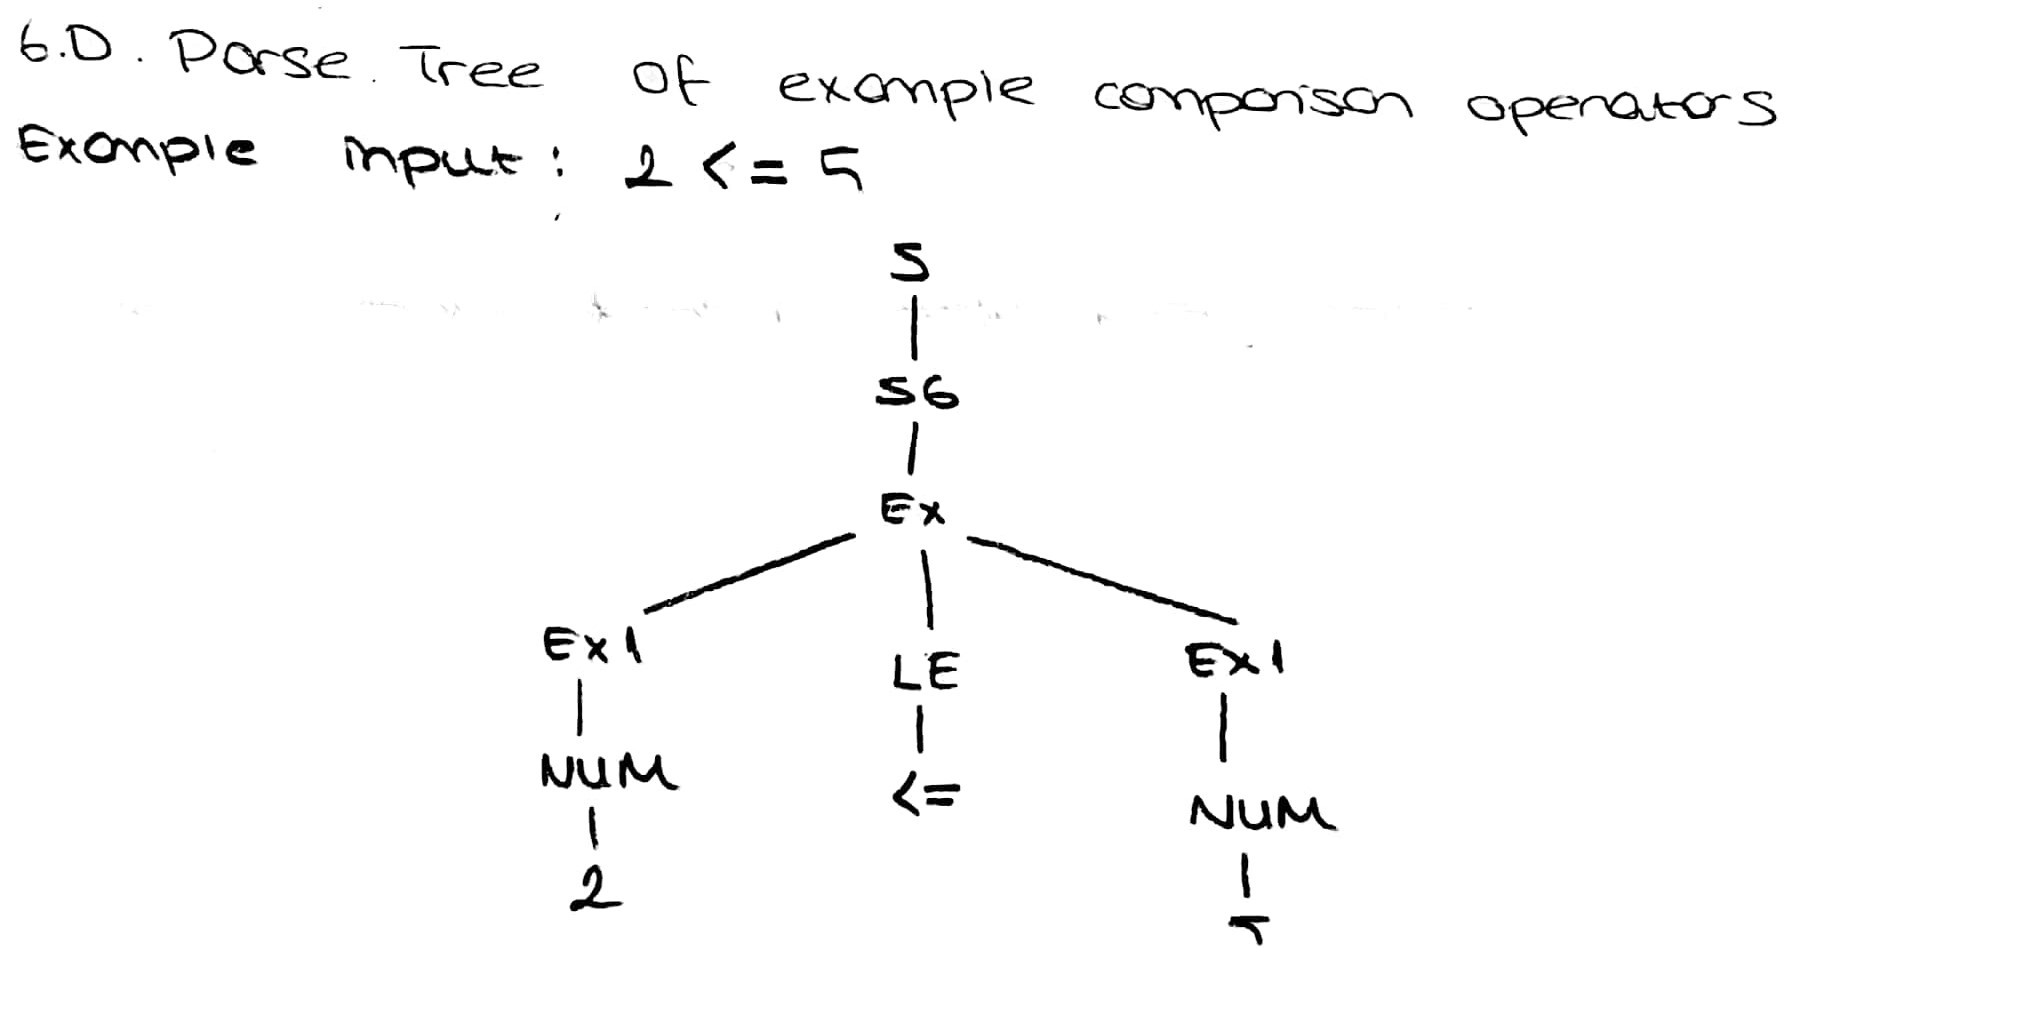 6.D. Parse Tree of example comparison operators
Example input: 2 <= 5
S
S6
Ex
Ex1 LE Ex1
NUM <= NUM
2 5